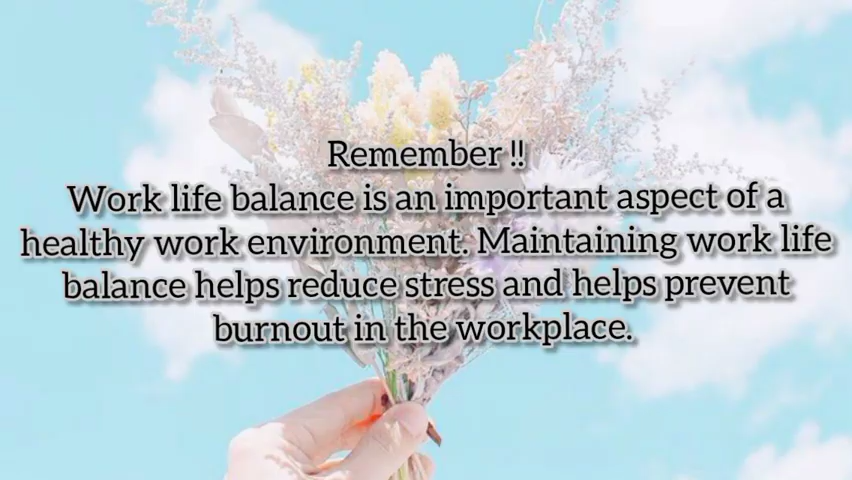 Remember !!
Work life balance is an important aspect of a
healthy work environment. Maintaining work life
balance helps reduce stress and helps prevent
burnout in the workplace.